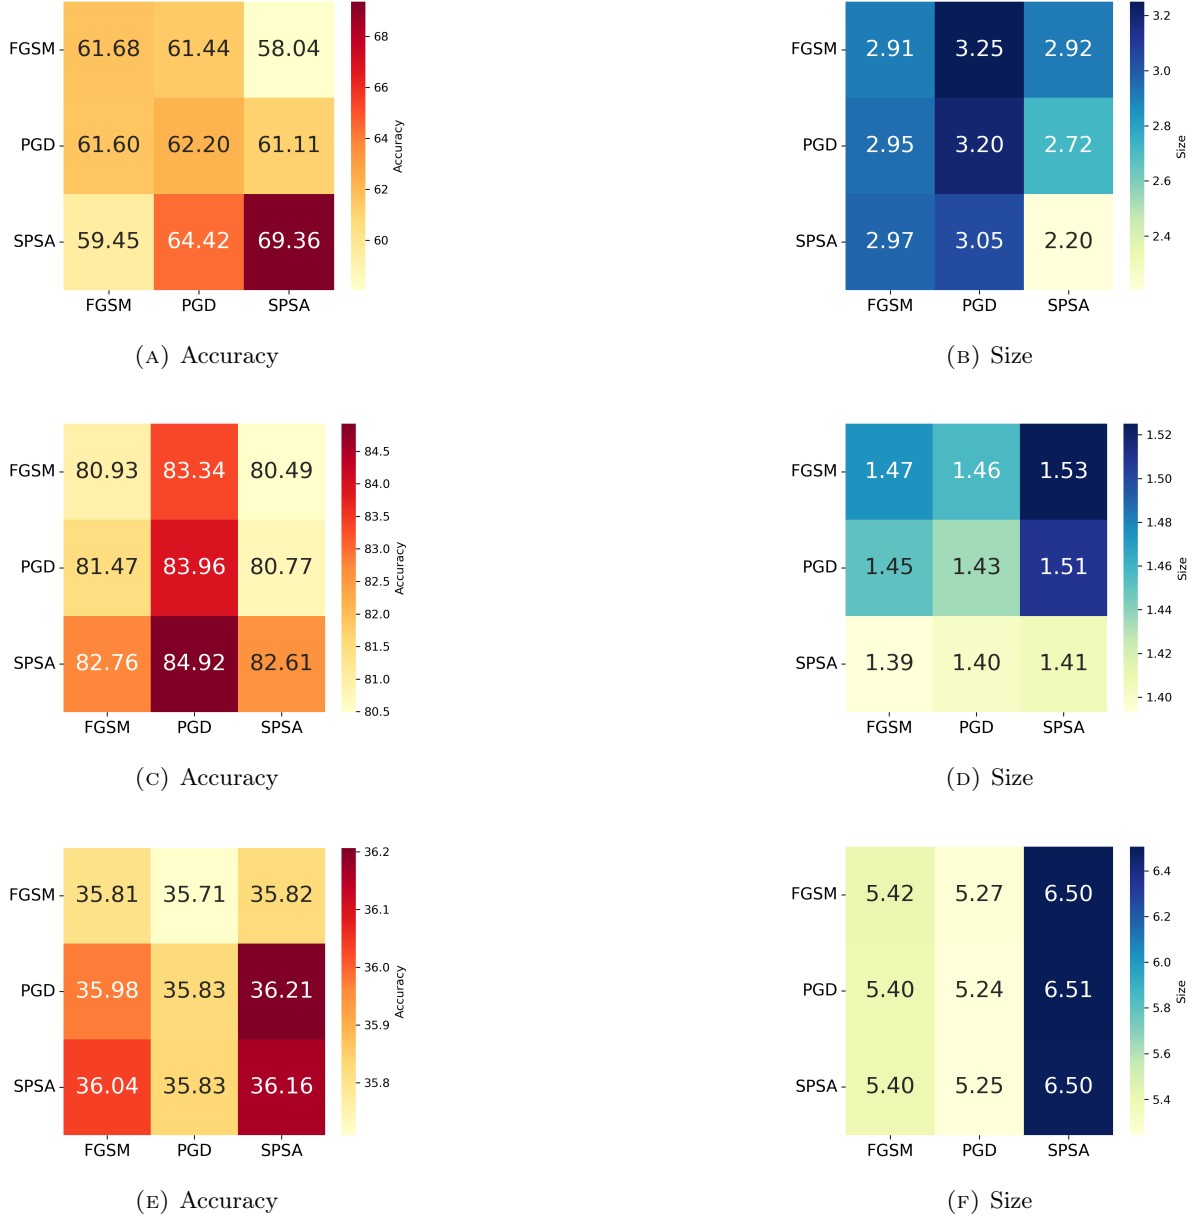 FGSM 61.68 61.44 58.04
PGD 61.60 62.20 61.11
SPSA 59.45 64.42 69.36
FGSM PGD SPSA
68
66
64
62
60
Accuracy
(A) Accuracy
FGSM 2.91 3.25 2.92
PGD 2.95 3.20 2.72
SPSA 2.97 3.05 2.20
FGSM PGD SPSA
3.2
3.0
2.8
2.6
2.4
Size
(B) Size
FGSM 80.93 83.34 80.49
PGD 81.47 83.96 80.77
SPSA 82.76 84.92 82.61
FGSM PGD SPSA
84.5
84.0
83.5
83.0
82.5
82.0
81.5
81.0
80.5
Accuracy
(C) Accuracy
FGSM 1.47 1.46 1.53
PGD 1.45 1.43 1.51
SPSA 1.39 1.40 1.41
FGSM PGD SPSA
1.52
1.50
1.48
1.46
1.44
1.42
1.40
Size
(D) Size
FGSM 35.81 35.71 35.82
PGD 35.98 35.83 36.21
SPSA 36.04 35.83 36.16
FGSM PGD SPSA
36.2
36.1
36.0
35.9
35.8
Accuracy
(E) Accuracy
FGSM 5.42 5.27 6.50
PGD 5.40 5.24 6.51
SPSA 5.40 5.25 6.50
FGSM PGD SPSA
6.4
6.2
6.0
5.8
5.6
5.4
Size
(F) Size